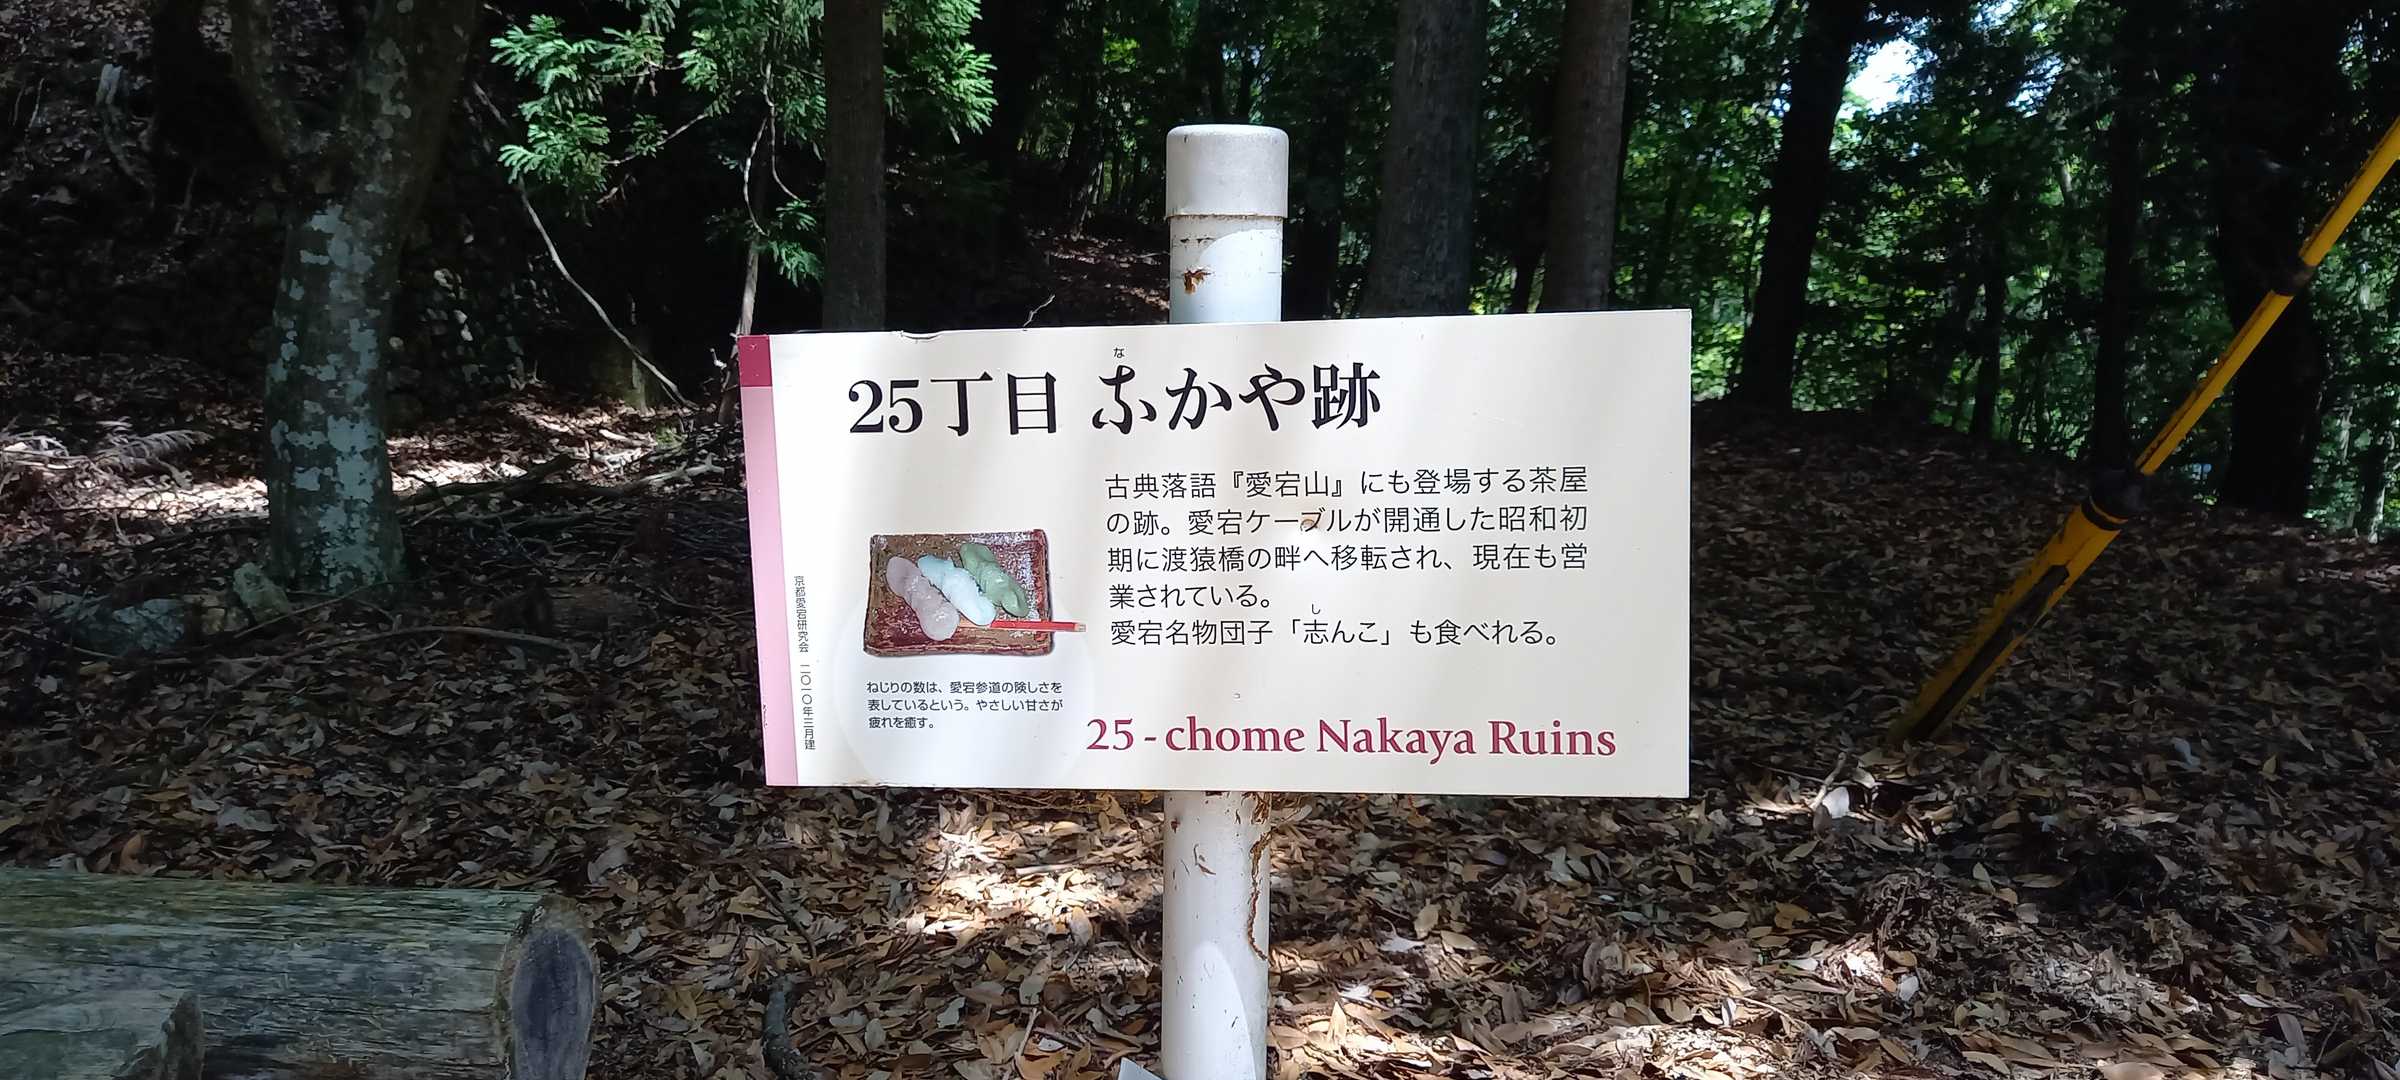 25丁目 なかや跡
な
古典落語『愛宕山』にも登場する茶屋
の跡。愛宕ケーブルが開通した昭和初
期に渡猿橋の畔へ移転され、現在も営
業されている。
し
愛宕名物団子「志んこ」も食べれる。
ねじりの数は、愛宕参道の険しさを
表しているという。やさしい甘さが
疲れを癒す。
25 - chome Nakaya Ruins
京都愛宕研究会 二〇一〇年三月建